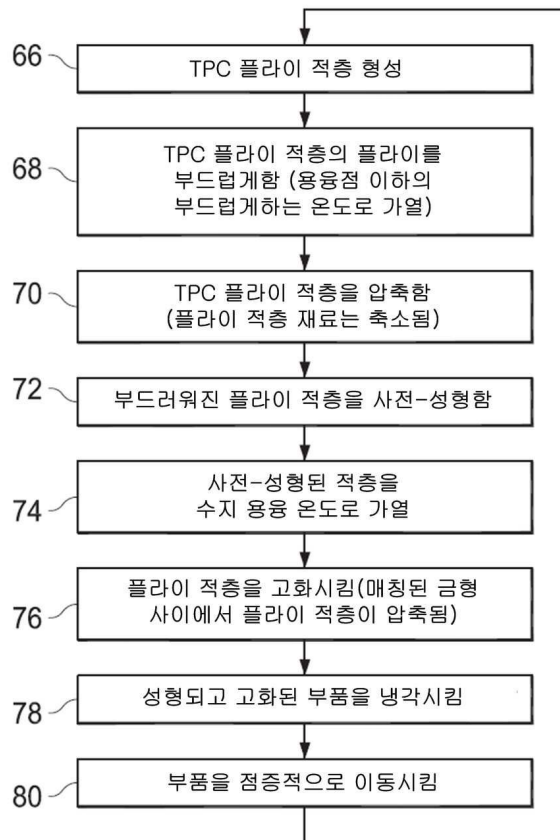 66
TPC 플라이 적층 형성
68
TPC 플라이 적층의 플라이를
부드럽게함 (용융점 이하의
부드럽게하는 온도로 가열)
70
TPC 플라이 적층을 압축함
(플라이 적층 재료는 축소됨)
72
부드러워진 플라이 적층을 사전-성형함
74
사전-성형된 적층을
수지 용융 온도로 가열
76
플라이 적층을 고화시킴(매칭된 금형
사이에서 플라이 적층이 압축됨)
78
성형되고 고화된 부품을 냉각시킴
80
부품을 점증적으로 이동시킴